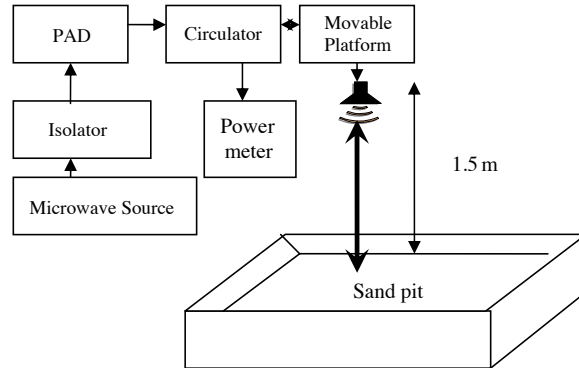 PAD
Circulator
Movable
Platform
Isolator
Power
meter
1.5 m
Microwave Source
Sand pit